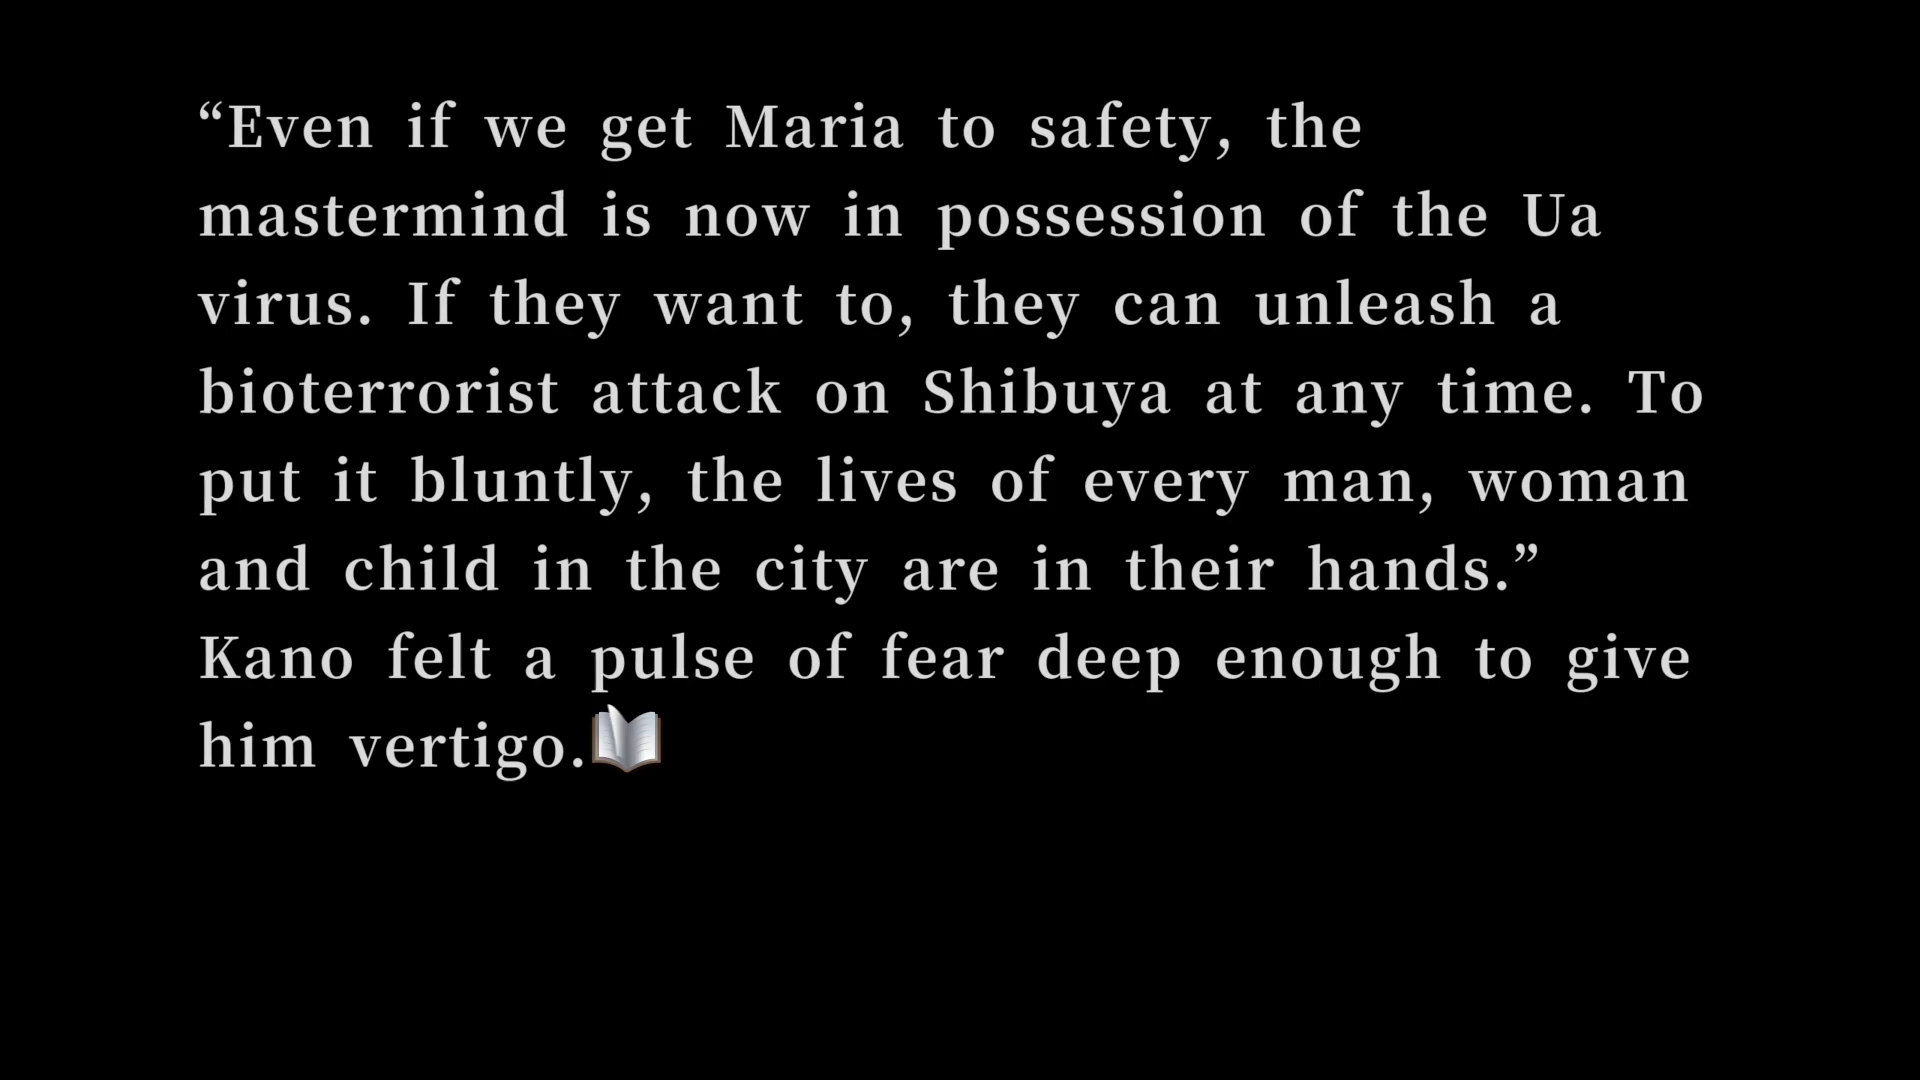 “Even if we get Maria to safety, the
mastermind is now in possession of the Ua
virus. If they want to, they can unleash a
bioterrorist attack on Shibuya at any time. To
put it bluntly, the lives of every man, woman
and child in the city are in their hands.”
Kano felt a pulse of fear deep enough to give
him vertigo.